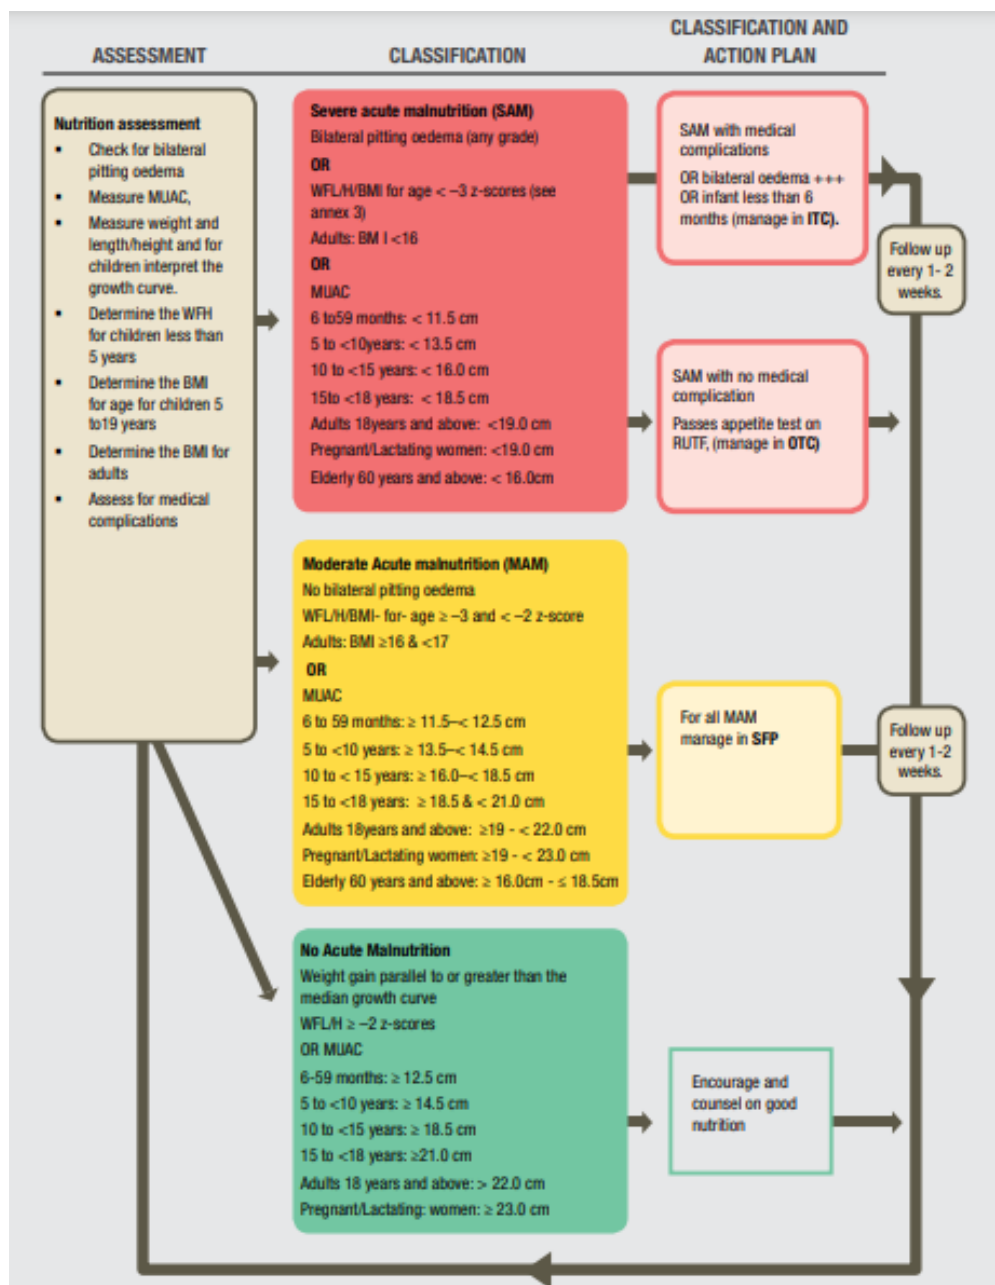 ASSESSMENT
CLASSIFICATION
CLASSIFICATION AND
ACTION PLAN
Nutrition assessment
▪ Check for bilateral
pitting oedema
▪ Measure MUAC,
▪ Measure weight and
length/height and for
children interpret the
growth curve.
▪ Determine the WFH
for children less than
5 years
▪ Determine the BMI
for age for children 5
to19 years
▪ Determine the BMI for
adults
▪ Assess for medical
complications
Severe acute malnutrition (SAM)
Bilateral pitting oedema (any grade)
OR
WFL/H/BMI for age < –3 z-scores (see
annex 3)
Adults: BM I <16
OR
MUAC
6 to59 months: < 11.5 cm
5 to <10years: < 13.5 cm
10 to <15 years: < 16.0 cm
15to <18 years: < 18.5 cm
Adults 18years and above: <19.0 cm
Pregnant/Lactating women: <19.0 cm
Elderly 60 years and above: < 16.0cm
SAM with medical
complications
OR bilateral oedema +++
OR infant less than 6
months (manage in ITC).
Follow up
every 1- 2
weeks.
SAM with no medical
complication
Passes appetite test on
RUTF, (manage in OTC)
Moderate Acute malnutrition (MAM)
No bilateral pitting oedema
WFL/H/BMI- for- age ≥ –3 and < –2 z-score
Adults: BMI ≥16 & <17
OR
MUAC
6 to 59 months: ≥ 11.5–< 12.5 cm
5 to <10 years: ≥ 13.5–< 14.5 cm
10 to < 15 years: ≥ 16.0–< 18.5 cm
15 to <18 years: ≥ 18.5 & < 21.0 cm
Adults 18years and above: ≥19 - < 22.0 cm
Pregnant/Lactating women: ≥19 - < 23.0 cm
Elderly 60 years and above: ≥ 16.0cm - ≤ 18.5cm
For all MAM
manage in SFP
Follow up
every 1-2
weeks.
No Acute Malnutrition
Weight gain parallel to or greater than the
median growth curve
WFL/H ≥ –2 z-scores
OR MUAC
6-59 months: ≥ 12.5 cm
5 to <10 years: ≥ 14.5 cm
10 to <15 years: ≥ 18.5 cm
15 to <18 years: ≥21.0 cm
Adults 18 years and above: > 22.0 cm
Pregnant/Lactating: women: ≥ 23.0 cm
Encourage and
counsel on good
nutrition